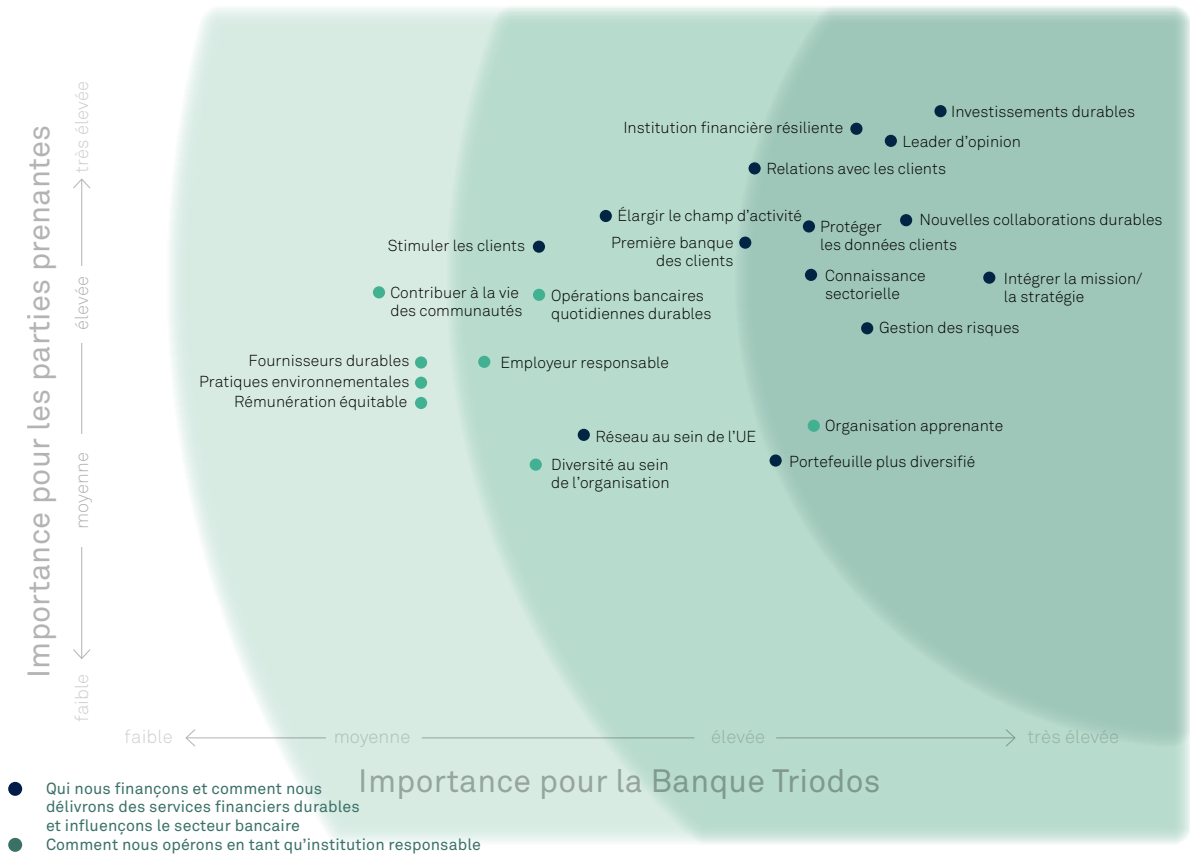 Importance pour les parties prenantes
très élevée
élevée
moyenne
faible
Investissements durables
Institution financière résiliente
Leader d’opinion
Relations avec les clients
Élargir le champ d’activité
Nouvelles collaborations durables
Protéger
les données clients
Première banque
des clients
Stimuler les clients
Connaissance
sectorielle
Intégrer la mission/
la stratégie
Contribuer à la vie
des communautés
Opérations bancaires
quotidiennes durables
Gestion des risques
Fournisseurs durables
Employeur responsable
Pratiques environnementales
Rémunération équitable
Organisation apprenante
Réseau au sein de l’UE
Portefeuille plus diversifié
Diversité au sein
de l’organisation
faible
moyenne
élevée
très élevée
Importance pour la Banque Triodos
Qui nous finançons et comment nous
délivrons des services financiers durables
et influençons le secteur bancaire
Comment nous opérons en tant qu’institution responsable